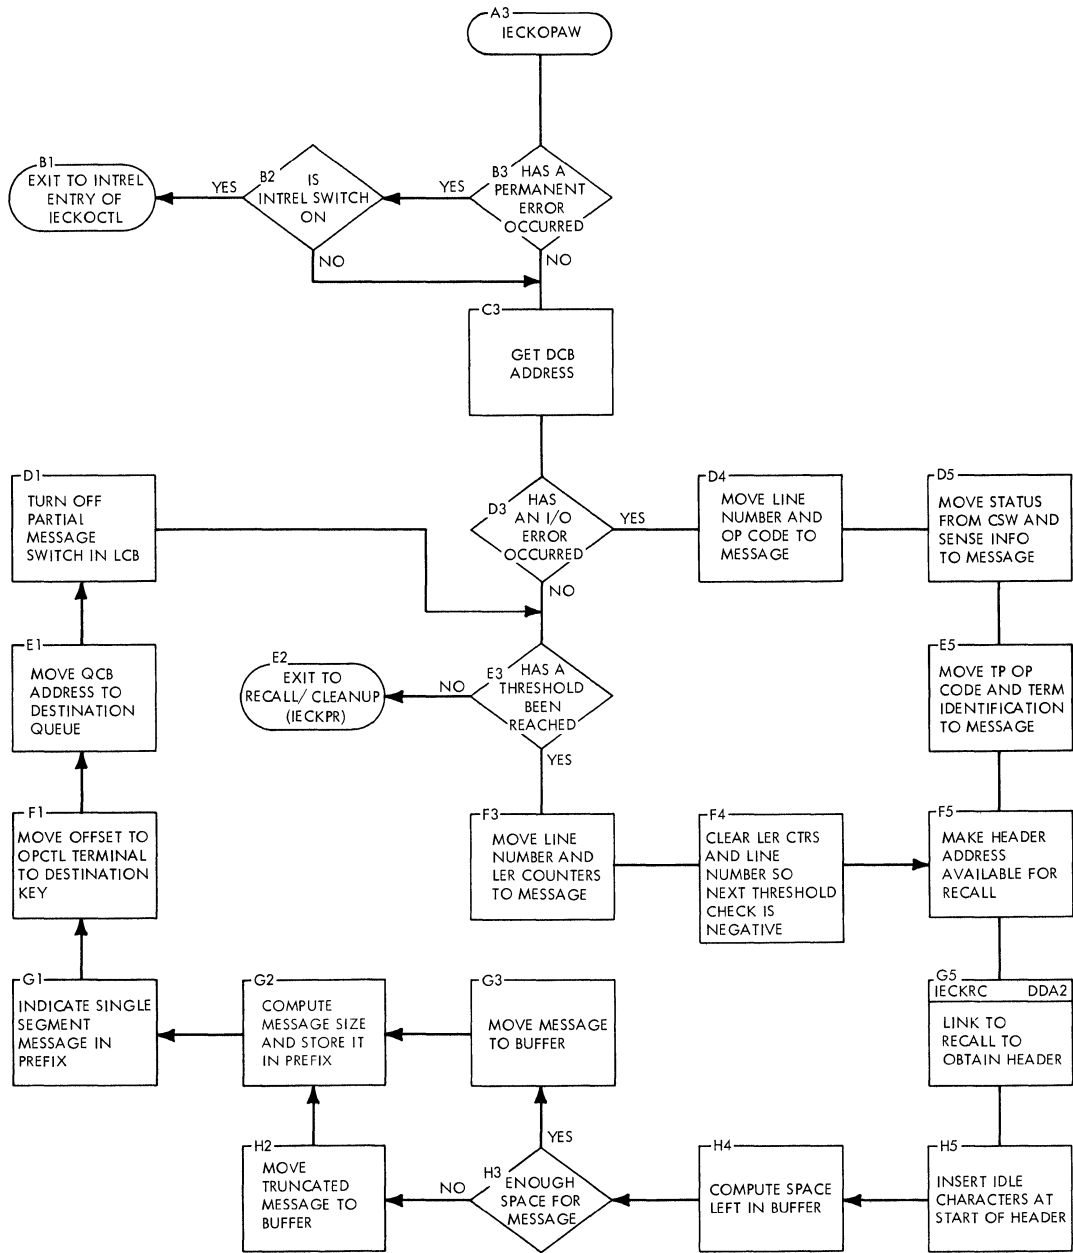 A3
IECKOPAW
B1
EXIT TO INTREL
ENTRY OF
IECKOCTL
YES
B2
IS
INTREL SWITCH
ON
NO
YES
B3
HAS A
PERMANENT
ERROR
OCCURRED
NO
C3
GET DCB
ADDRESS
D1
TURN OFF
PARTIAL
MESSAGE
SWITCH IN LCB
D3
HAS
AN I/O
ERROR
OCCURRED
YES
NO
D4
MOVE LINE
NUMBER AND
OP CODE TO
MESSAGE
D5
MOVE STATUS
FROM CSW AND
SENSE INFO
TO MESSAGE
E1
MOVE QCB
ADDRESS TO
DESTINATION
QUEUE
E2
EXIT TO
RECALL/ CLEANUP
(IECKPR)
NO
E3
HAS A
THRESHOLD
BEEN
REACHED
YES
E5
MOVE TP OP
CODE AND TERM
IDENTIFICATION
TO MESSAGE
F1
MOVE OFFSET TO
OPCTL TERMINAL
TO DESTINATION
KEY
F3
MOVE LINE
NUMBER AND
LER COUNTERS
TO MESSAGE
F4
CLEAR LER CTRS
AND LINE
NUMBER SO
NEXT THRESHOLD
CHECK IS
NEGATIVE
F5
MAKE HEADER
ADDRESS
AVAILABLE FOR
RECALL
G1
INDICATE SINGLE
SEGMENT
MESSAGE IN
PREFIX
G2
COMPUTE
MESSAGE SIZE
AND STORE IT
IN PREFIX
G3
MOVE MESSAGE
TO BUFFER
G5
IECKRC DDA2
LINK TO
RECALL TO
OBTAIN HEADER
H2
MOVE
TRUNCATED
MESSAGE TO
BUFFER
NO
YES
H3
ENOUGH
SPACE FOR
MESSAGE
H4
COMPUTE SPACE
LEFT IN BUFFER
H5
INSERT IDLE
CHARACTERS AT
START OF HEADER